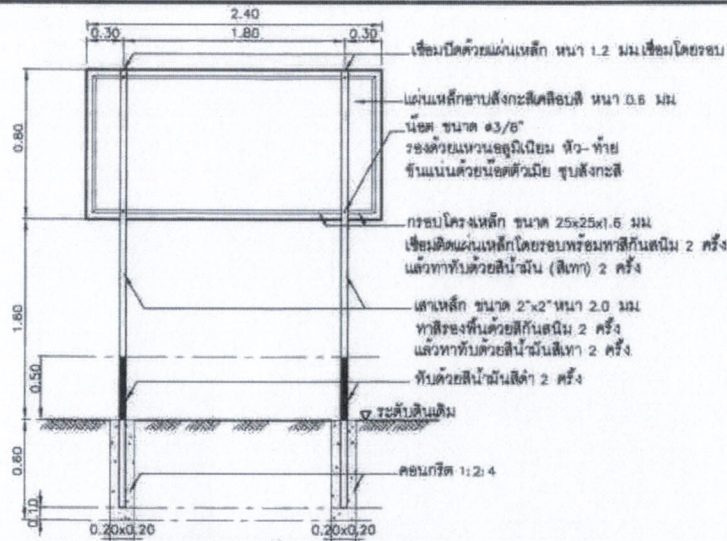 2.40
0.30 1.80 0.30
เชื่อมปิดด้วยแผ่นเหล็ก หนา 1.2 มม เชื่อมโดยรอบ
แผ่นเหล็กอาบสังกะสีเคลือบสี หนา 0.6 มม
น๊อต ขนาด ø3/8"
รองด้วยแหวนอลูมิเนียม หัว-ท้าย
ขันแน่นด้วยน๊อตตัวเมีย ชุบสังกะสี
0.80
กรอบโครงเหล็ก ขนาด 25x25x1.6 มม
เชื่อมติดแผ่นเหล็กโดยรอบพร้อมทาสีกันสนิม 2 ครั้ง
แล้วทาทับด้วยสีน้ำมัน (สีเทา) 2 ครั้ง
1.80
เสาเหล็ก ขนาด 2"x2" หนา 2.0 มม
ทาสีรองพื้นด้วยสีกันสนิม 2 ครั้ง
แล้วทาทับด้วยสีน้ำมันสีเทา 2 ครั้ง
0.50
ทับด้วยสีน้ำมันสีดำ 2 ครั้ง
ระดับดินเดิม
คอนกรีต 1:2:4
0.10
0.20x0.20 0.20x0.20